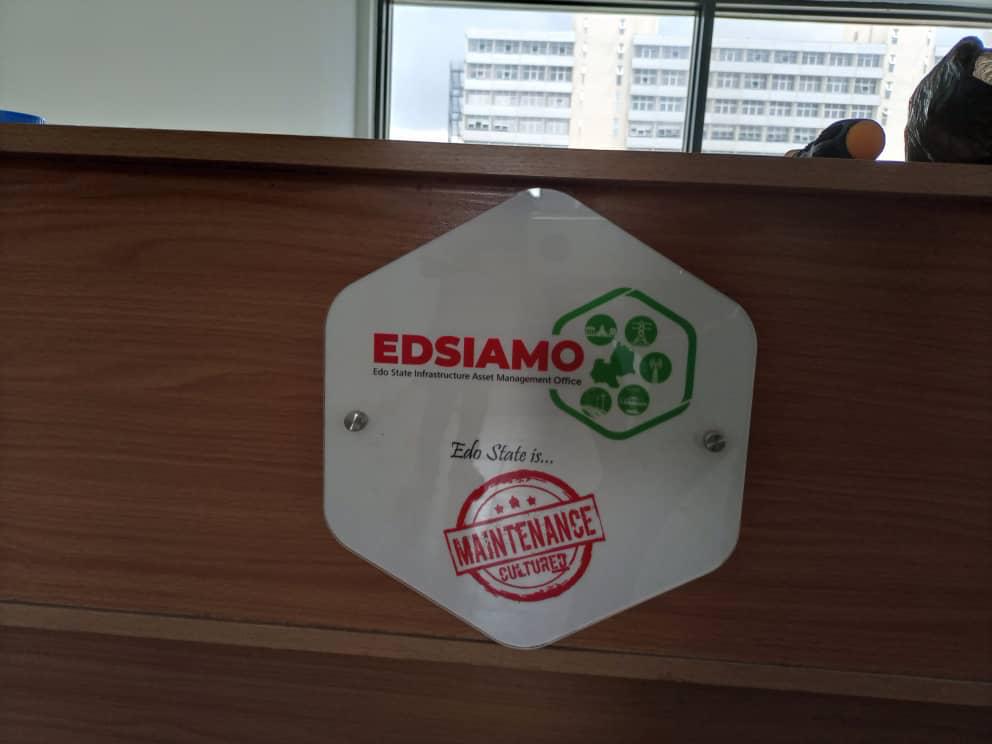 EDSIAMO
Edo State Infrastructure Asset Management Office
Edo State is...
MAINTENANCE
CULTURED